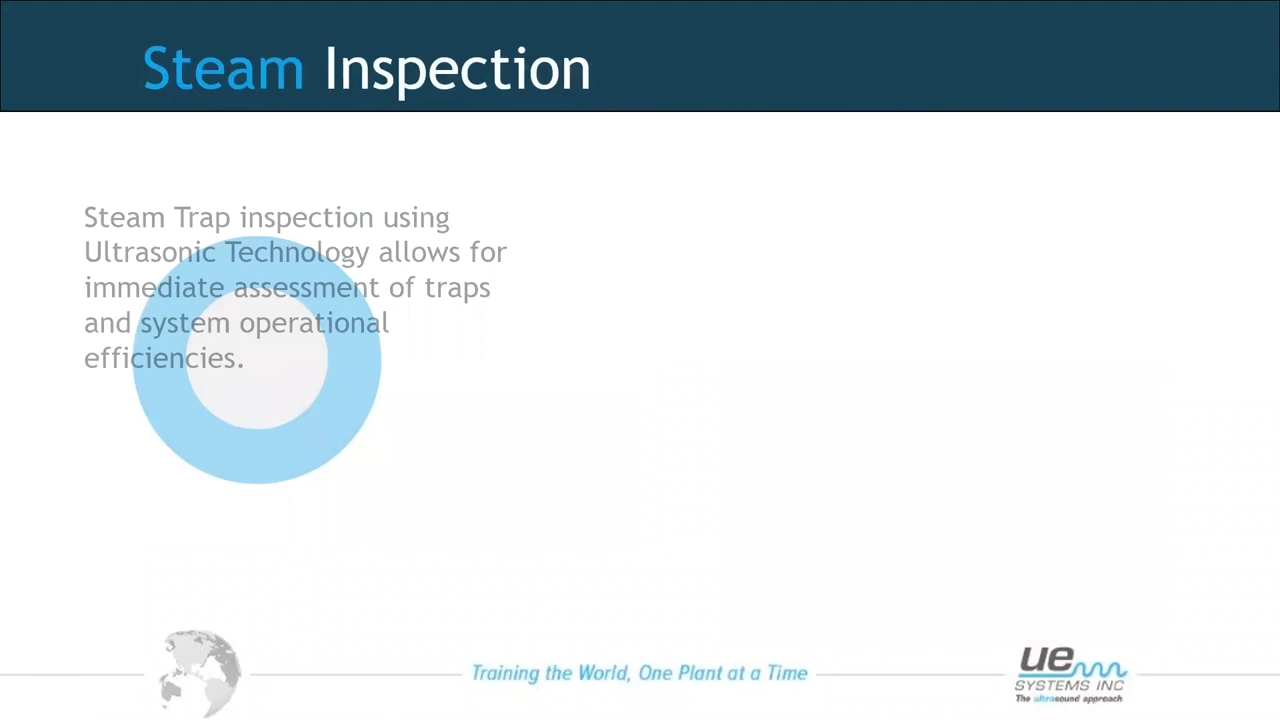 Steam Inspection
Steam Trap inspection using
Ultrasonic Technology allows for
immediate assessment of traps
and system operational
efficiencies.
Training the World, One Plant at a Time
ue
SYSTEMS INC
The ultrasound approach